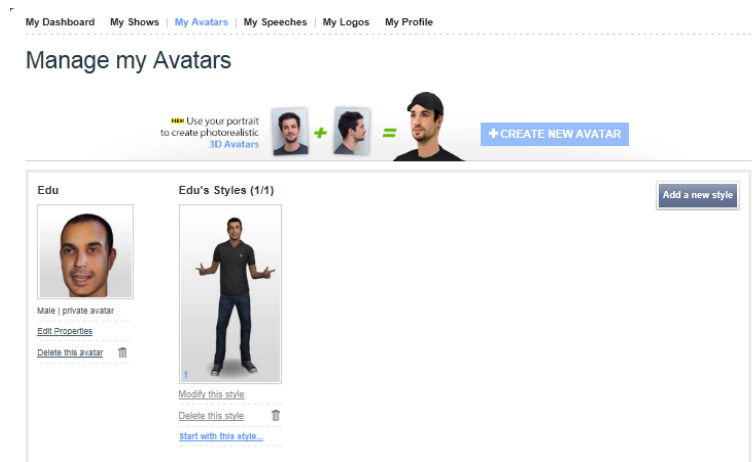 My Dashboard My Shows | My Avatars | My Speeches | My Logos My Profile
Manage my Avatars
NEW Use your portrait
to create photorealistic
3D Avatars
+ = 
+CREATE NEW AVATAR
Edu
Edu's Styles (1/1)
Add a new style
1
Male | private avatar
Edit Properties
Delete this avatar
Modify this style
Delete this style
Start with this style...